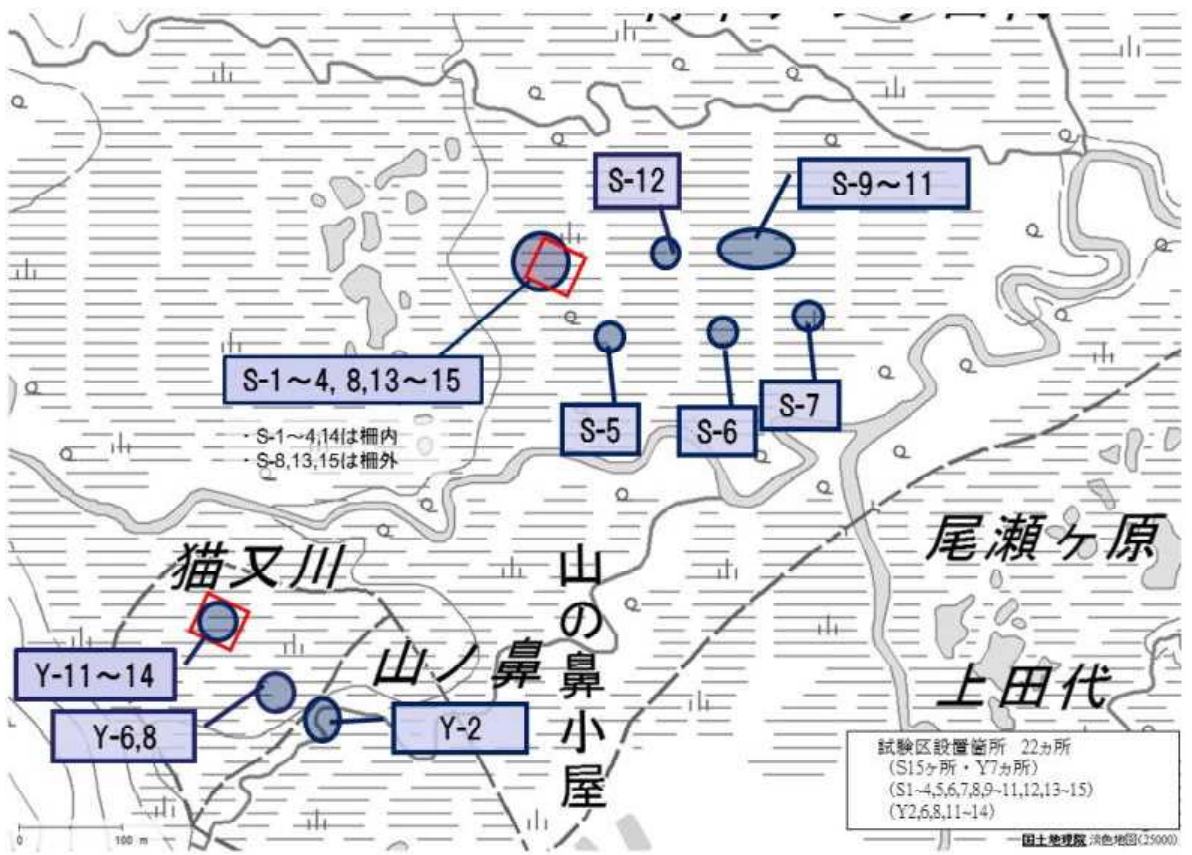 S-12
S-9～11
S-1～4, 8,13～15
・S-1～4,14は柵内
・S-8,13,15は柵外
S-5
S-6
S-7
猫又川
山ノ鼻
山の鼻小屋
尾瀬ヶ原
上田代
Y-11～14
Y-6,8
Y-2
試験区設置箇所 22ヵ所
(S15ヶ所・Y7ヵ所)
(S1~4,5,6,7,8,9~11,12,13~15)
(Y2,6,8,11~14)
0 100 m
国土地理院 淡色地図(25000)